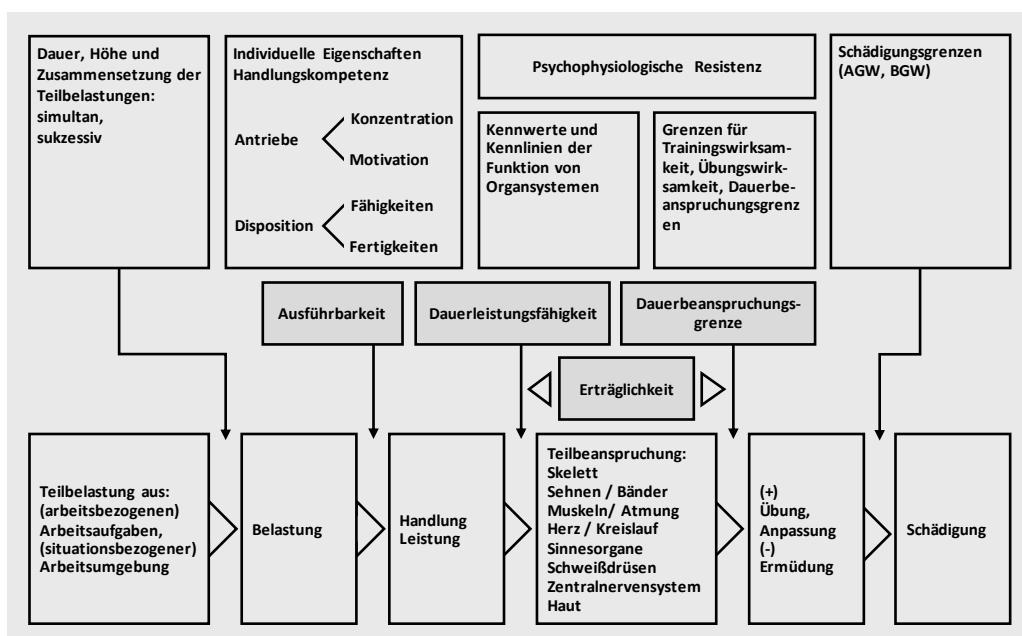 Dauer, Höhe und
Zusammensetzung der
Teilbelastungen:
simultan,
sukzessiv
Individuelle Eigenschaften
Handlungskompetenz
Antriebe
Konzentration
Motivation
Disposition
Fähigkeiten
Fertigkeiten
Psychophysiologische Resistenz
Kennwerte und
Kennlinien der
Funktion von
Organsystemen
Grenzen für
Trainingswirksam-
keit, Übungswirk-
samkeit, Dauerbe-
anspruchungsgrenz
en
Schädigungsgrenzen
(AGW, BGW)
Ausführbarkeit
Dauerleistungsfähigkeit
Dauerbeanspruchungs-
grenze
Erträglichkeit
Teilbelastung aus:
(arbeitsbezogenen)
Arbeitsaufgaben,
(situationsbezogener)
Arbeitsumgebung
Belastung
Handlung
Leistung
Teilbeanspruchung:
Skelett
Sehnen / Bänder
Muskeln/ Atmung
Herz / Kreislauf
Sinnesorgane
Schweißdrüsen
Zentralnervensystem
Haut
(+)
Übung,
Anpassung
(-)
Ermüdung
Schädigung